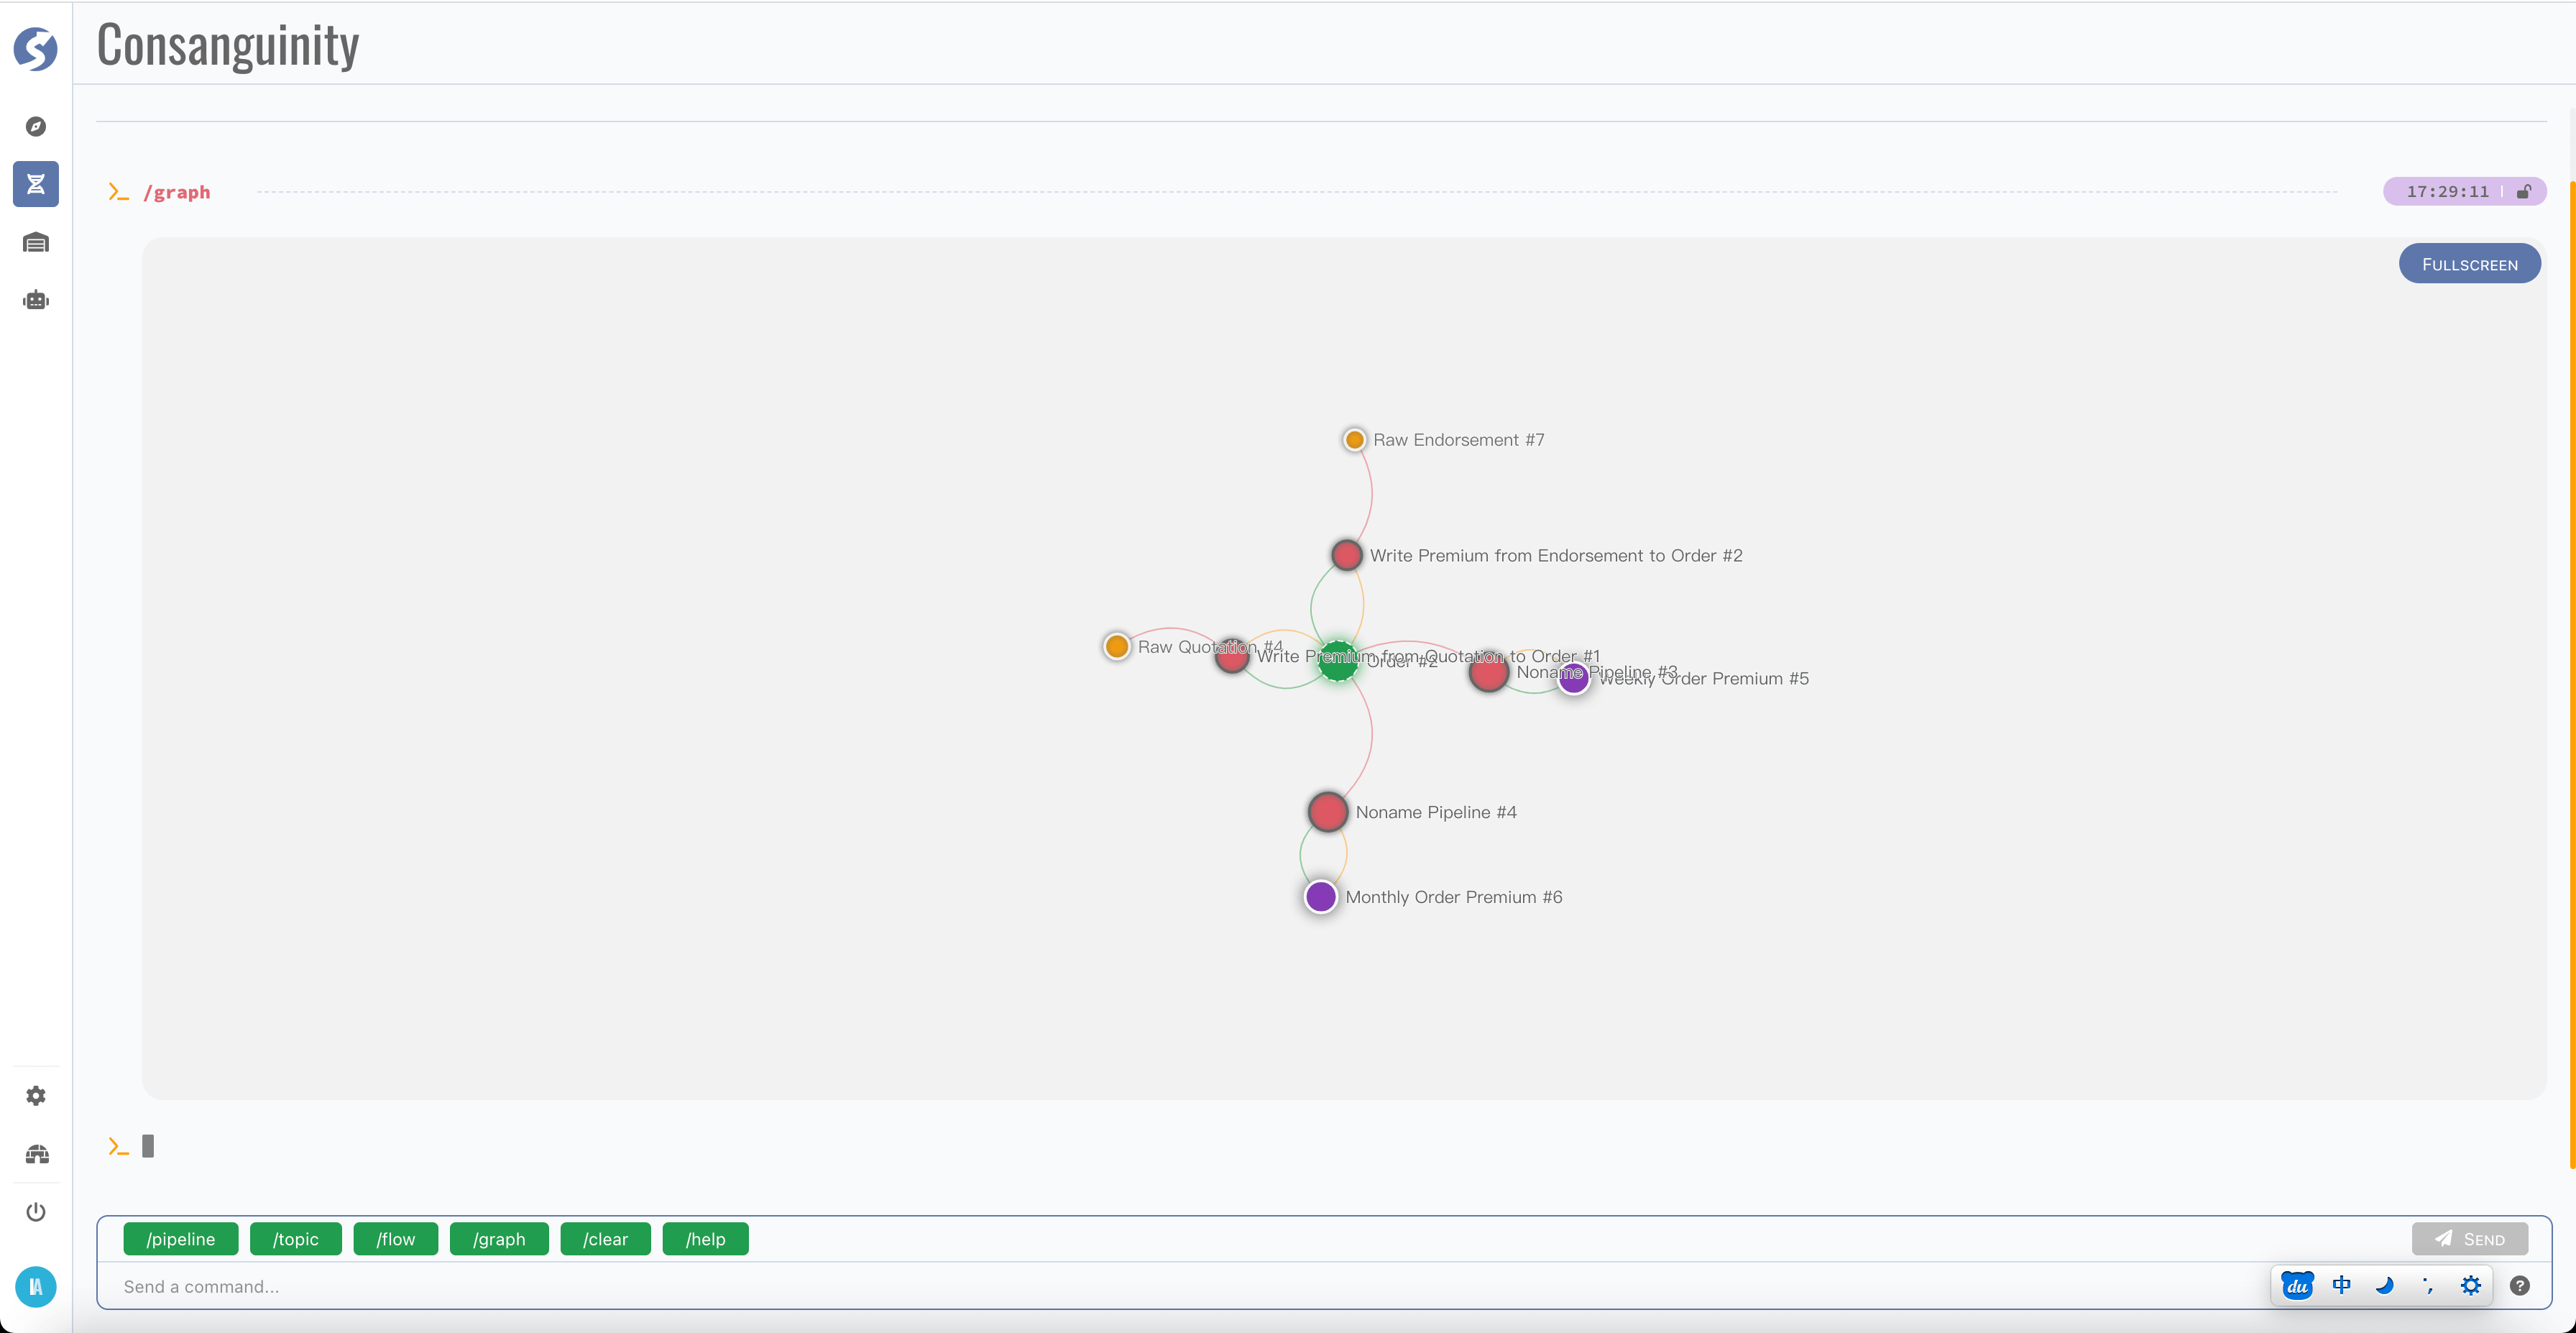 Consanguinity
/graph
17:29:11
FULLSCREEN
Raw Endorsement #7
Write Premium from Endorsement to Order #2
Raw Quotation #4
Write Premium from Quotation to Order #1
Order #2
Noname Pipeline #3
Weekly Order Premium #5
Noname Pipeline #4
Monthly Order Premium #6
/pipeline
/topic
/flow
/graph
/clear
/help
SEND
Send a command...
du 中
IA